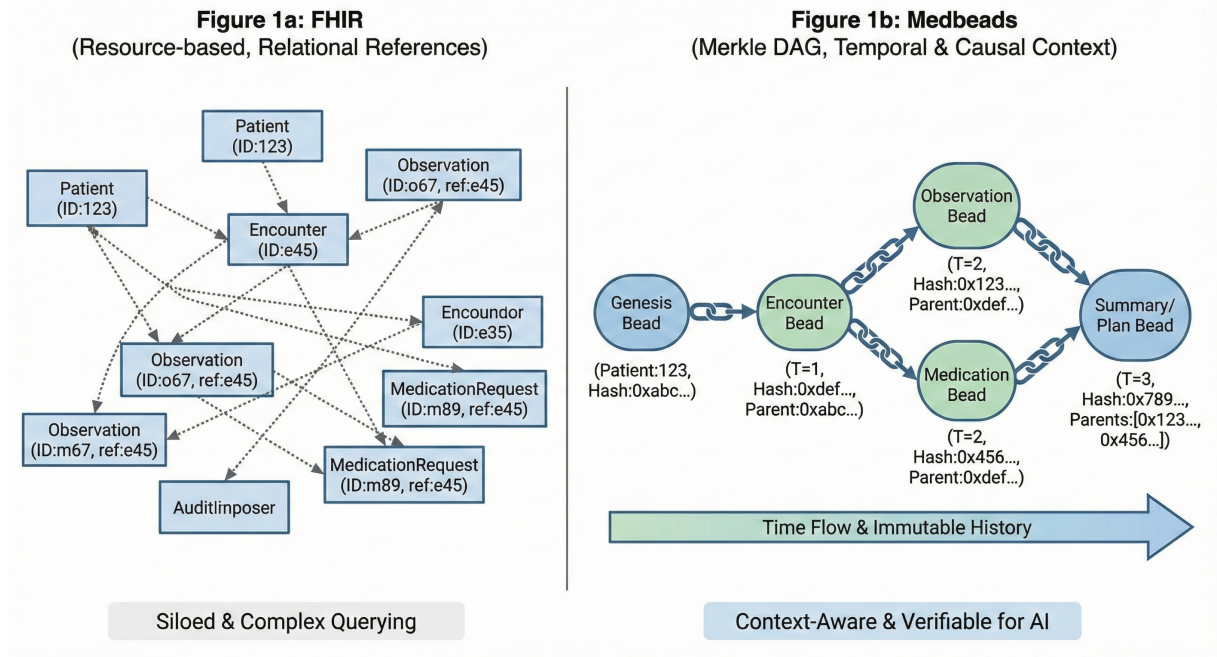 Figure 1a: FHIR
(Resource-based, Relational References)
Patient
(ID:123)
Observation
(ID:o67, ref:e45)
Patient
(ID:123)
Encounter
(ID:e45)
Encoundor
(ID:e35)
Observation
(ID:o67, ref:e45)
MedicationRequest
(ID:m89, ref:e45)
Observation
(ID:m67, ref:e45)
MedicationRequest
(ID:m89, ref:e45)
Auditlinposer
Siloed & Complex Querying
Figure 1b: Medbeads
(Merkle DAG, Temporal & Causal Context)
Genesis
Bead
(Patient:123,
Hash:0xabc...)
Encounter
Bead
(T=1,
Hash:0xdef...,
Parent:0xabc...)
Observation
Bead
(T=2,
Hash:0x123...,
Parent:0xdef...)
Medication
Bead
(T=2,
Hash:0x456...,
Parent:0xdef...)
Summary/
Plan Bead
(T=3,
Hash:0x789...,
Parents:[0x123...,
0x456...])
Time Flow & Immutable History
Context-Aware & Verifiable for AI